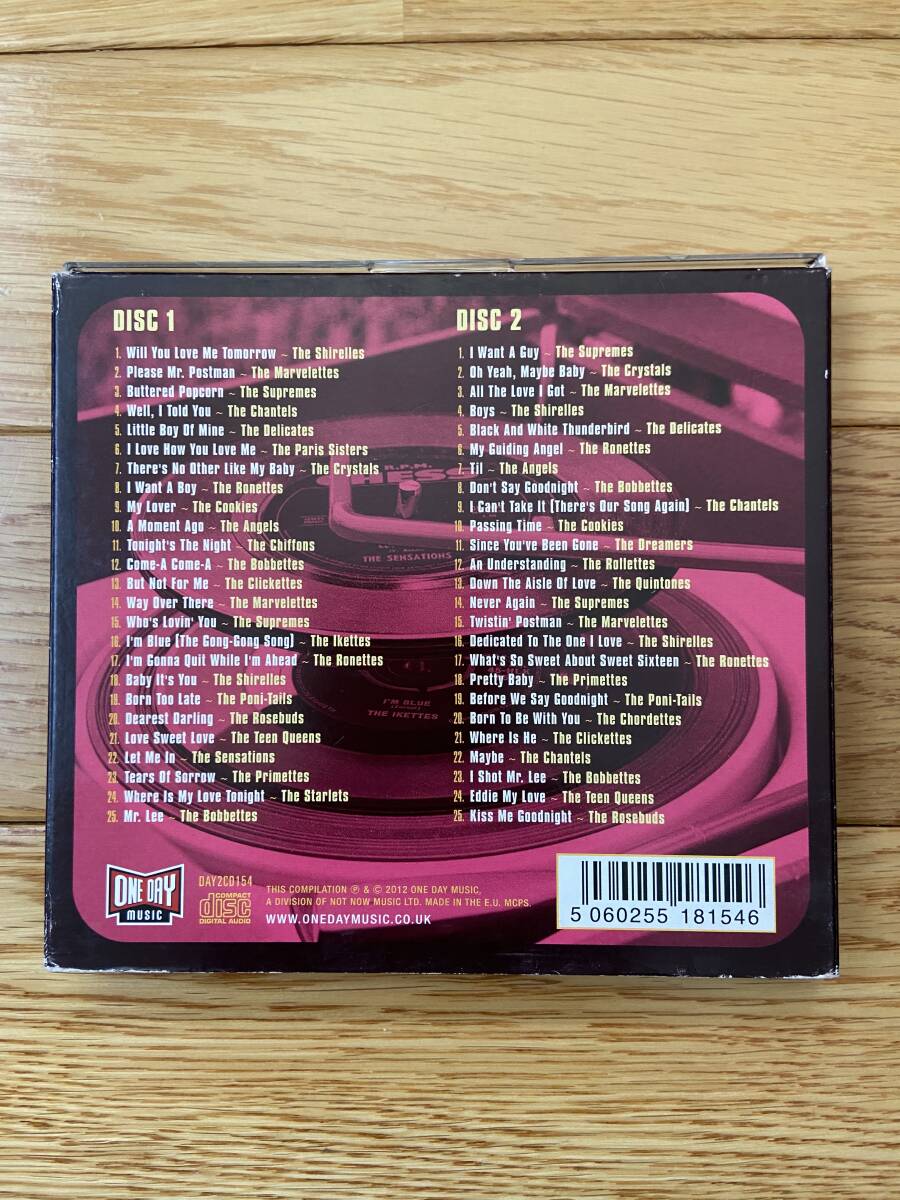 DISC 1
1. Will You Love Me Tomorrow ~ The Shirelles
2. Please Mr. Postman ~ The Marvelettes
3. Buttered Popcorn ~ The Supremes
4. Well, I Told You ~ The Chantels
5. Little Boy Of Mine ~ The Delicates
6. I Love How You Love Me ~ The Paris Sisters
7. There's No Other Like My Baby ~ The Crystals
8. I Want A Boy ~ The Ronettes
9. My Lover ~ The Cookies
10. A Moment Ago ~ The Angels
11. Tonight's The Night ~ The Chiffons
12. Come-A Come-A ~ The Bobbettes
13. But Not For Me ~ The Clickettes
14. Way Over There ~ The Marvelettes
15. Who's Lovin' You ~ The Supremes
16. I'm Blue [The Gong-Gong Song] ~ The Ikettes
17. I'm Gonna Quit While I'm Ahead ~ The Ronettes
18. Baby It's You ~ The Shirelles
19. Born Too Late ~ The Poni-Tails
20. Dearest Darling ~ The Rosebuds
21. Love Sweet Love ~ The Teen Queens
22. Let Me In ~ The Sensations
23. Tears Of Sorrow ~ The Primettes
24. Where Is My Love Tonight ~ The Starlets
25. Mr. Lee ~ The Bobbettes
DISC 2
1. I Want A Guy ~ The Supremes
2. Oh Yeah, Maybe Baby ~ The Crystals
3. All The Love I Got ~ The Marvelettes
4. Boys ~ The Shirelles
5. Black And White Thunderbird ~ The Delicates
6. My Guiding Angel ~ The Ronettes
7. Til ~ The Angels
8. Don't Say Goodnight ~ The Bobbettes
9. I Can't Take It [There's Our Song Again] ~ The Chantels
10. Passing Time ~ The Cookies
11. Since You've Been Gone ~ The Dreamers
12. An Understanding ~ The Rollettes
13. Down The Aisle Of Love ~ The Quintones
14. Never Again ~ The Supremes
15. Twistin' Postman ~ The Marvelettes
16. Dedicated To The One I Love ~ The Shirelles
17. What's So Sweet About Sweet Sixteen ~ The Ronettes
18. Pretty Baby ~ The Primettes
19. Before We Say Goodnight ~ The Poni-Tails
20. Born To Be With You ~ The Chordettes
21. Where Is He ~ The Clickettes
22. Maybe ~ The Chantels
23. I Shot Mr. Lee ~ The Bobbettes
24. Eddie My Love ~ The Teen Queens
25. Kiss Me Goodnight ~ The Rosebuds
R.P.M.
CHESS
THE SENSATIONS
I'M BLUE
THE IKETTES
ONE DAY
MUSIC
DAY2CD154
COMPACT
disc
DIGITAL AUDIO
THIS COMPILATION ℗ & © 2012 ONE DAY MUSIC,
A DIVISION OF NOT NOW MUSIC LTD. MADE IN THE E.U. MCPS.
WWW.ONEDAYMUSIC.CO.UK
5 060255 181546